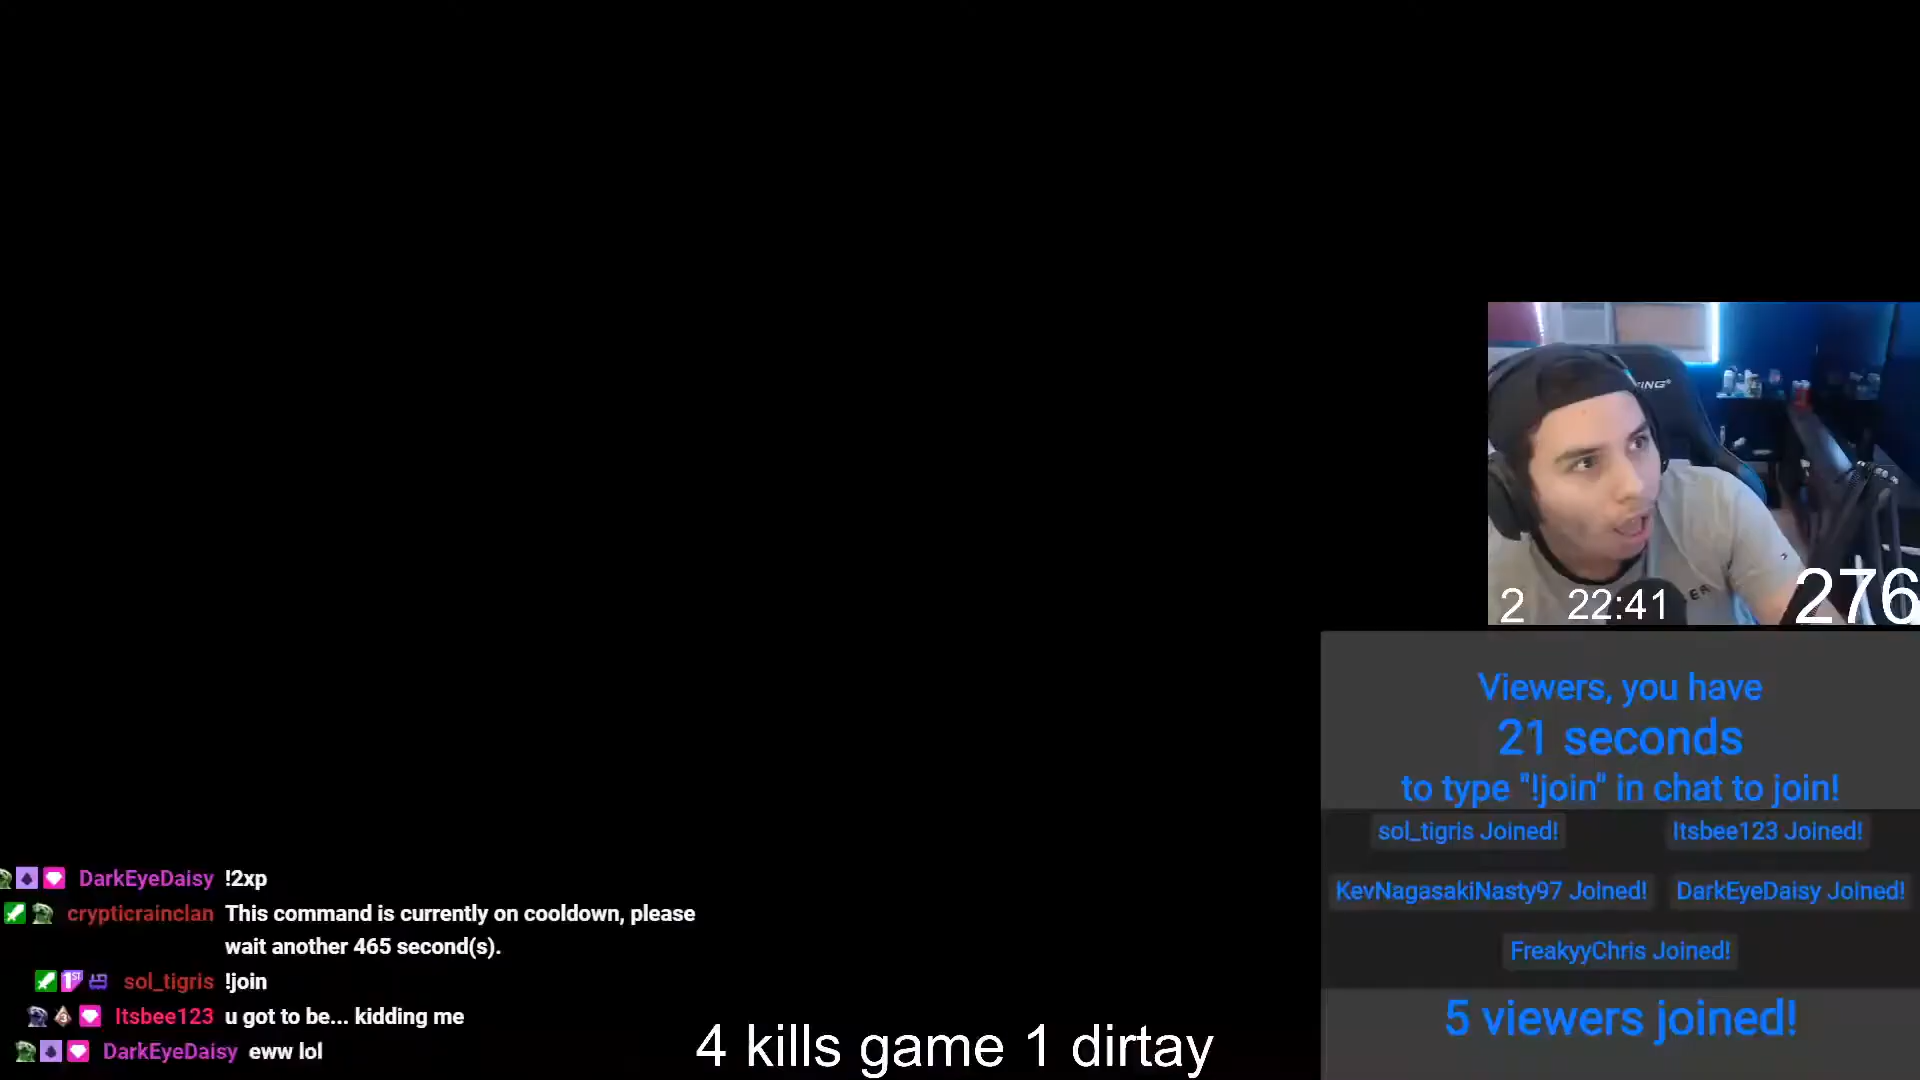 2 22:41 276
Viewers, you have
21 seconds
to type "!join" in chat to join!
sol_tigris Joined! Itsbee123 Joined!
KevNagasakiNasty97 Joined! DarkEyeDaisy Joined!
FreakyyChris Joined!
5 viewers joined!
DarkEyeDaisy !2xp
crypticrainclan This command is currently on cooldown, please
wait another 465 second(s).
sol_tigris !join
Itsbee123 u got to be... kidding me
DarkEyeDaisy eww lol
4 kills game 1 dirtay